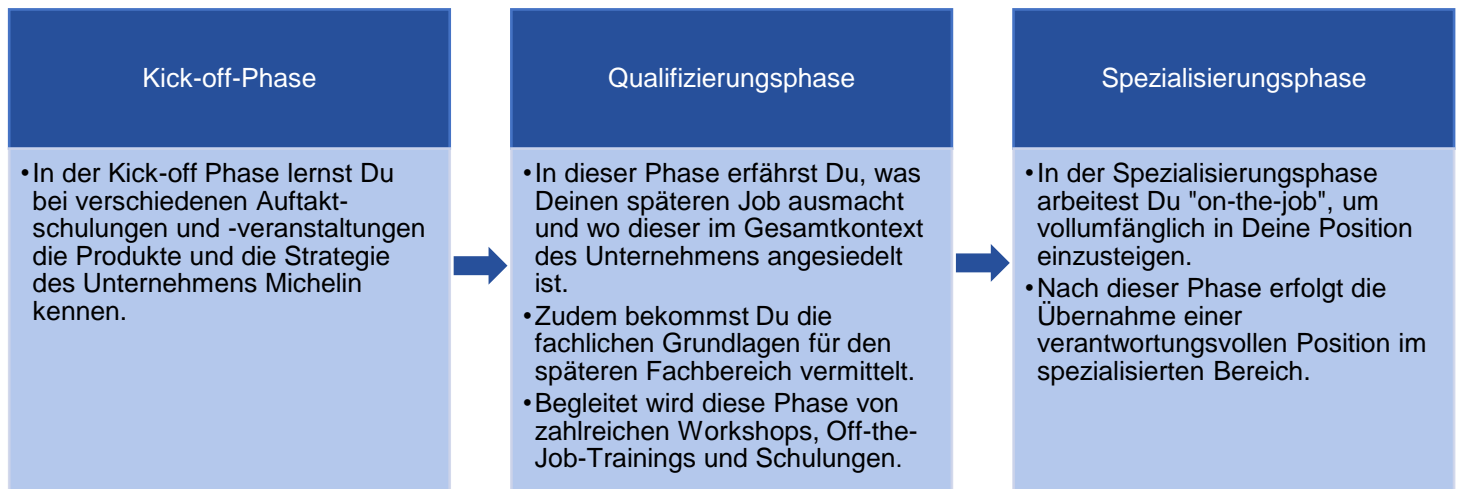 Kick-off-Phase
•In der Kick-off Phase lernst Du
bei verschiedenen Auftakt-
schulungen und -veranstaltungen
die Produkte und die Strategie
des Unternehmens Michelin
kennen.
Qualifizierungsphase
•In dieser Phase erfährst Du, was
Deinen späteren Job ausmacht
und wo dieser im Gesamtkontext
des Unternehmens angesiedelt
ist.
•Zudem bekommst Du die
fachlichen Grundlagen für den
späteren Fachbereich vermittelt.
•Begleitet wird diese Phase von
zahlreichen Workshops, Off-the-
Job-Trainings und Schulungen.
Spezialisierungsphase
•In der Spezialisierungsphase
arbeitest Du "on-the-job", um
vollumfänglich in Deine Position
einzusteigen.
•Nach dieser Phase erfolgt die
Übernahme einer
verantwortungsvollen Position im
spezialisierten Bereich.